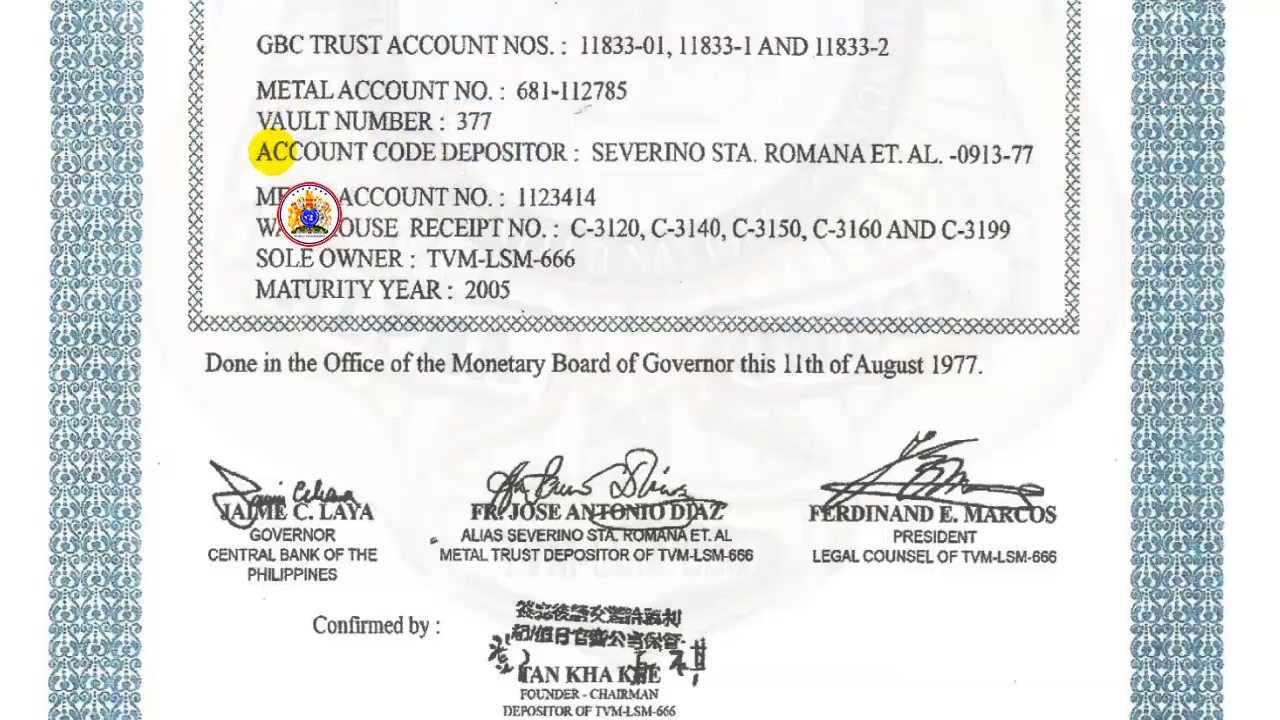 GBC TRUST ACCOUNT NOS. : 11833-01, 11833-1 AND 11833-2
METAL ACCOUNT NO. : 681-112785
VAULT NUMBER : 377
ACCOUNT CODE DEPOSITOR : SEVERINO STA. ROMANA ET. AL. -0913-77
ACCOUNT NO. : 1123414
RECEIPT NO. : C-3120, C-3140, C-3150, C-3160 AND C-3199
SOLE OWNER : TVM-LSM-666
MATURITY YEAR : 2005
Done in the Office of the Monetary Board of Governor this 11th of August 1977.
JAIME C. LAYA
GOVERNOR
CENTRAL BANK OF THE
PHILIPPINES
FR. JOSE ANTONIO DIAZ
ALIAS SEVERINO STA. ROMANA ET. AL
METAL TRUST DEPOSITOR OF TVM-LSM-666
FERDINAND E. MARCOS
PRESIDENT
LEGAL COUNSEL OF TVM-LSM-666
Confirmed by :
TAN KHA
FOUNDER - CHAIRMAN
DEPOSITOR OF TVM-LSM-666